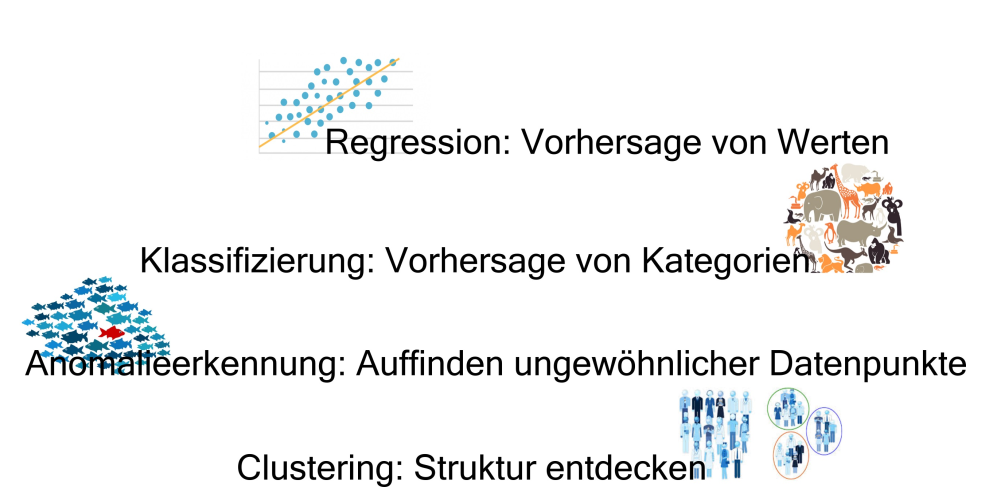 Regression: Vorhersage von Werten
Klassifizierung: Vorhersage von Kategorien
Anomalieerkennung: Auffinden ungewöhnlicher Datenpunkte
Clustering: Struktur entdecken